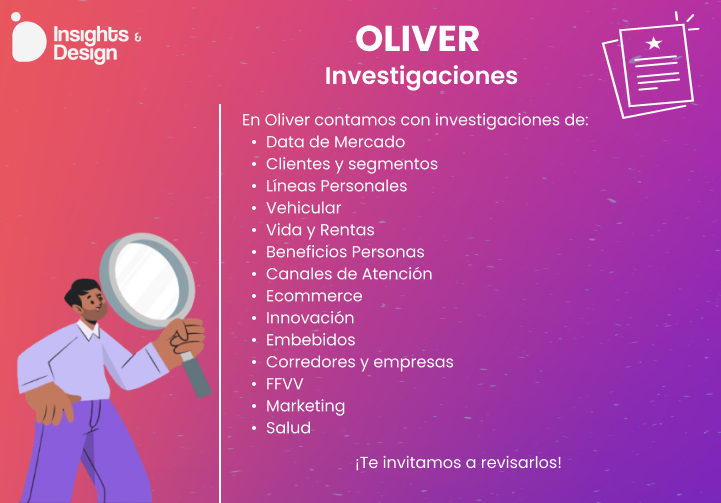 Insights &
Design
OLIVER
Investigaciones
En Oliver contamos con investigaciones de:
• Data de Mercado
• Clientes y segmentos
• Líneas Personales
• Vehicular
• Vida y Rentas
• Beneficios Personas
• Canales de Atención
• Ecommerce
• Innovación
• Embebidos
• Corredores y empresas
• FFVV
• Marketing
• Salud
¡Te invitamos a revisarlos!